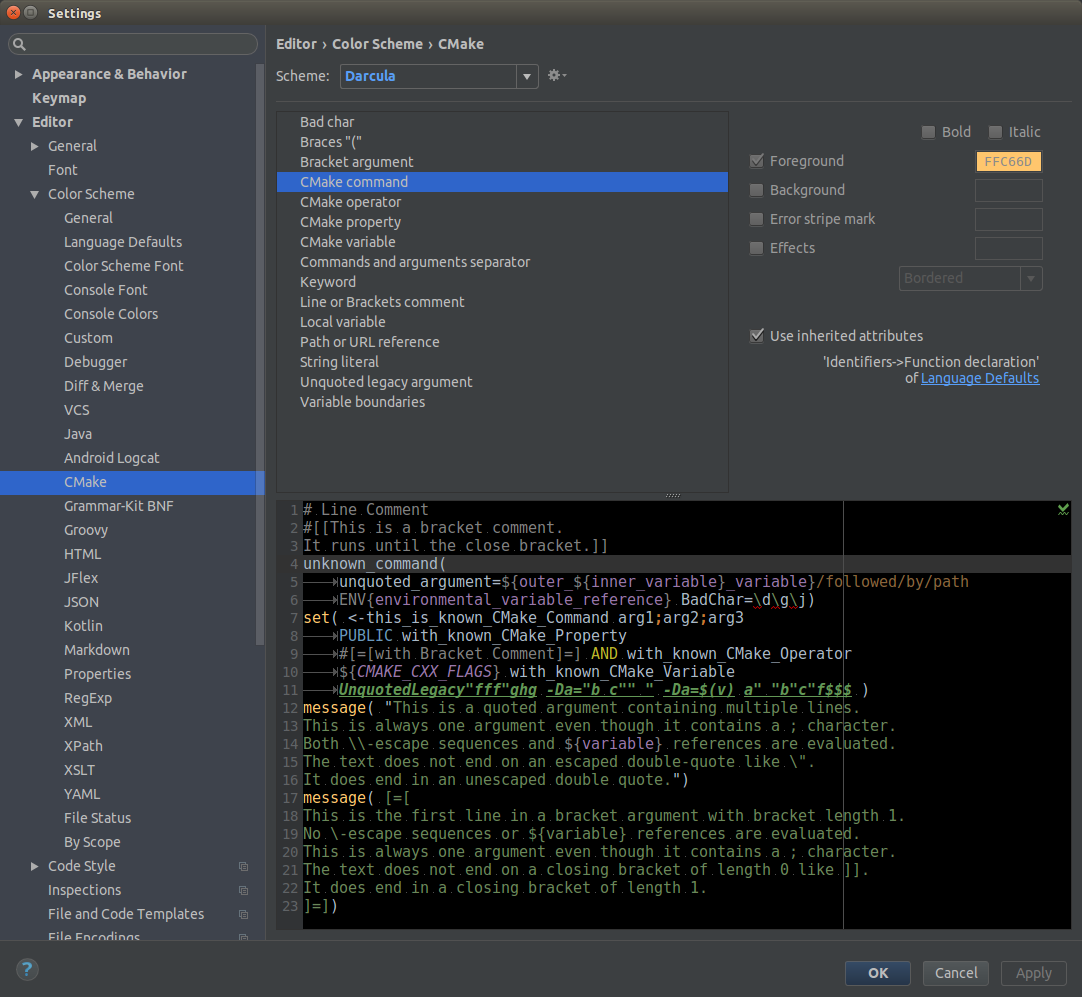 Settings
Appearance & Behavior
Keymap
Editor
General
Font
Color Scheme
General
Language Defaults
Color Scheme Font
Console Font
Console Colors
Custom
Debugger
Diff & Merge
VCS
Java
Android Logcat
CMake
Grammar-Kit BNF
Groovy
HTML
JFlex
JSON
Kotlin
Markdown
Properties
RegExp
XML
XPath
XSLT
YAML
File Status
By Scope
Code Style
Inspections
File and Code Templates
File Encodings
Editor › Color Scheme › CMake
Scheme: Darcula
Bad char
Braces "("
Bracket argument
CMake command
CMake operator
CMake property
CMake variable
Commands and arguments separator
Keyword
Line or Brackets comment
Local variable
Path or URL reference
String literal
Unquoted legacy argument
Variable boundaries
Bold Italic
Foreground FFC66D
Background
Error stripe mark
Effects
Bordered
Use inherited attributes
'Identifiers->Function declaration'
of Language Defaults
1 # Line Comment
2 #[[This is a bracket comment.
3 It runs until the close bracket.]]
4 unknown_command(
5 unquoted_argument=${outer_${inner_variable}_variable}/followed/by/path
6 ENV{environmental_variable_reference} BadChar=\d\g\j)
7 set( <-this_is_known_CMake_Command arg1;arg2;arg3
8 PUBLIC with_known_CMake_Property
9 #[=[with Bracket Comment]=] AND with_known_CMake_Operator
10 ${CMAKE_CXX_FLAGS} with_known_CMake_Variable
11 UnquotedLegacy"fff"ghg -Da="b c"" " -Da=$(v) a" "b"c"f$$$ )
12 message( "This is a quoted argument containing multiple lines.
13 This is always one argument even though it contains a ; character.
14 Both \\-escape sequences and ${variable} references are evaluated.
15 The text does not end on an escaped double-quote like \".
16 It does end in an unescaped double quote.")
17 message( [=[
18 This is the first line in a bracket argument with bracket length 1.
19 No \-escape sequences or ${variable} references are evaluated.
20 This is always one argument even though it contains a ; character.
21 The text does not end on a closing bracket of length 0 like ]].
22 It does end in a closing bracket of length 1.
23 ]=])
?
OK Cancel Apply